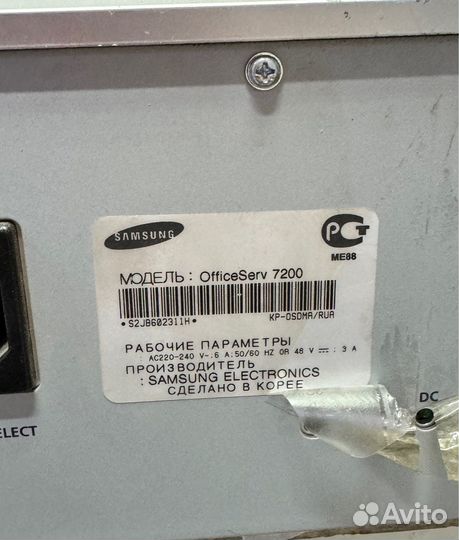 SAMSUNG
РСТ
ME88
МОДЕЛЬ : OfficeServ 7200
* S2JB602311H *
KP-OSDMA/RUA
РАБОЧИЕ ПАРАМЕТРЫ
: AC220-240 V~:6 A:50/60 HZ OR 48 V ⎓ : 3 A
ПРОИЗВОДИТЕЛЬ
: SAMSUNG ELECTRONICS
СДЕЛАНО В КОРЕЕ
DC
ELECT
Avito